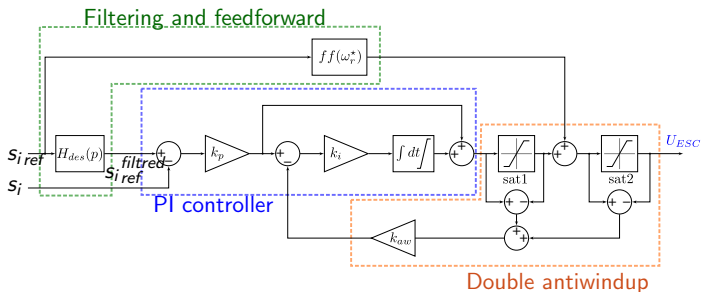 Filtering and feedforward
ff(ω_r^⋆)
s_i ref
H_des(p)
s_i ref^filtred
k_p
k_i
∫ dt
sat1
sat2
U_ESC
s_i
PI controller
k_aw
Double antiwindup